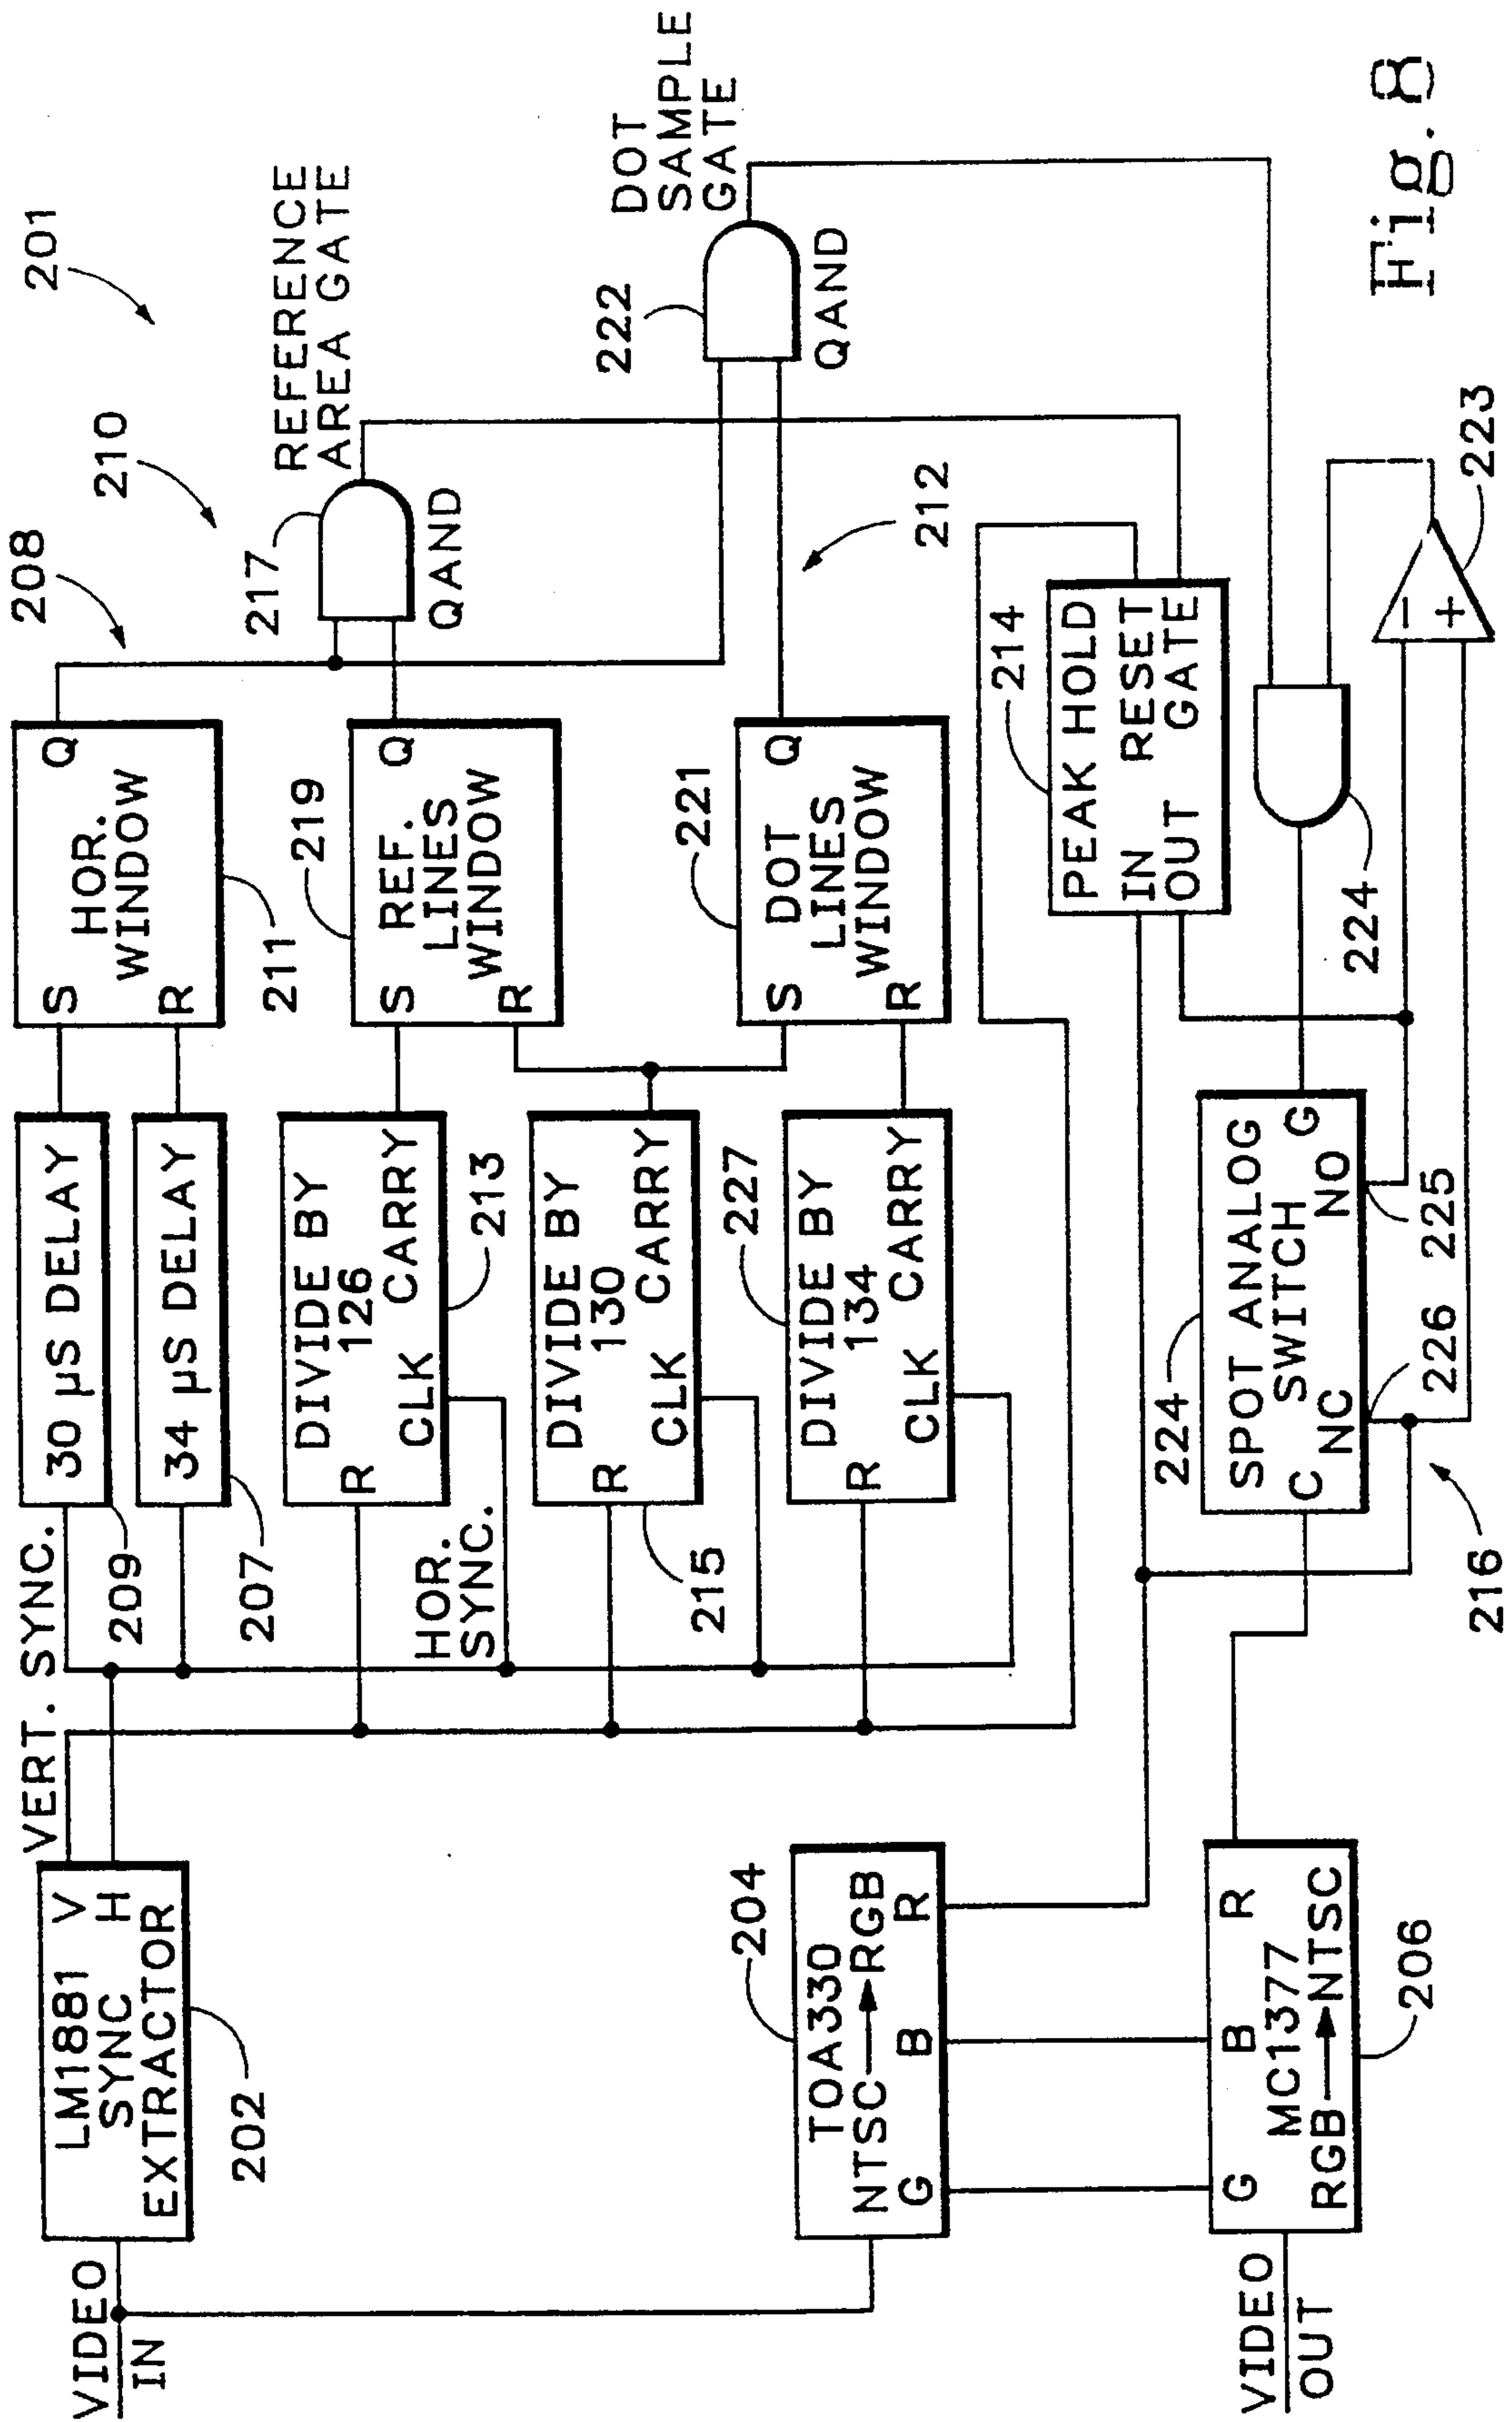 201
210
208
REFERENCE
AREA GATE
217
QAND
DOT
SAMPLE
GATE
222
QAND
212
VERT. SYNC.
30 µS DELAY
209
34 µS DELAY
207
S Q
HOR.
WINDOW
R
211
LM1881 V
SYNC H
EXTRACTOR
202
VIDEO
IN
DIVIDE BY
126
R CARRY
CLK
213
HOR.
SYNC.
219
S Q
REF.
LINES
WINDOW
R
DIVIDE BY
130
R CARRY
CLK
215
221
S DOT Q
LINES
WINDOW
R
227
DIVIDE BY
134
R CARRY
CLK
204
TOA330
NTSC RGB
G B R
214
PEAK HOLD
IN RESET
OUT GATE
224
224
SPOT ANALOG
SWITCH
C G
NC NO
226 225
216
-
+
223
G B R
MC1377
RGB NTSC
206
VIDEO
OUT
Fig. 8